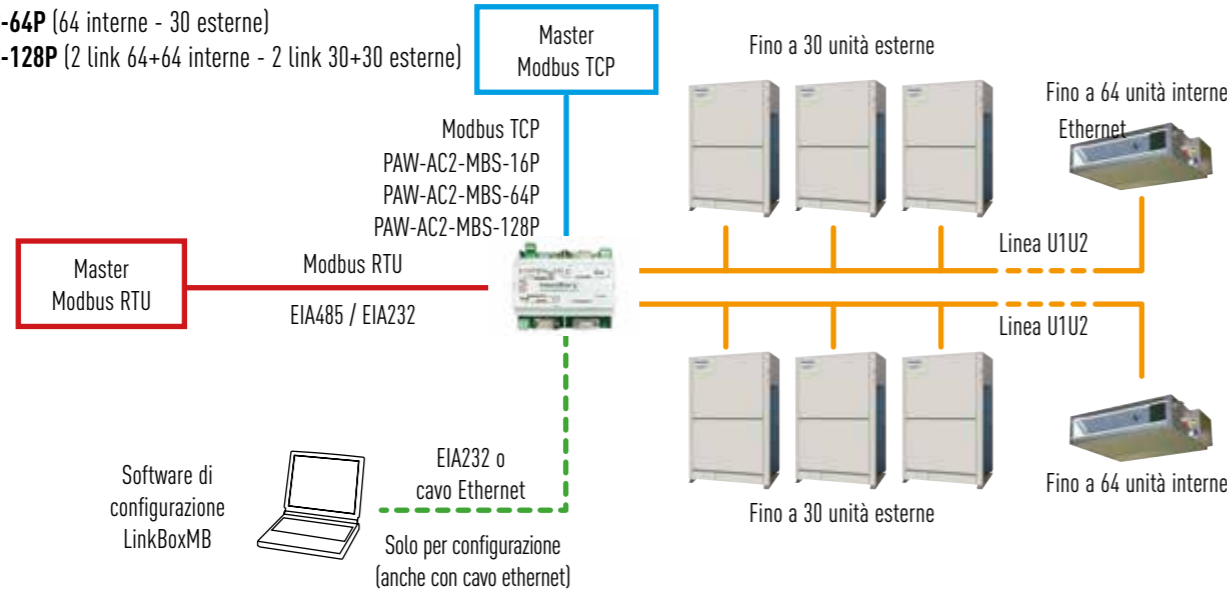 -64P (64 interne - 30 esterne)
-128P (2 link 64+64 interne - 2 link 30+30 esterne)
Master
Modbus TCP
Fino a 30 unità esterne
Fino a 64 unità interne
Ethernet
Modbus TCP
PAW-AC2-MBS-16P
PAW-AC2-MBS-64P
PAW-AC2-MBS-128P
Master
Modbus RTU
Modbus RTU
EIA485 / EIA232
Linea U1U2
Linea U1U2
Software di
configurazione
LinkBoxMB
EIA232 o
cavo Ethernet
Solo per configurazione
(anche con cavo ethernet)
Fino a 30 unità esterne
Fino a 64 unità interne